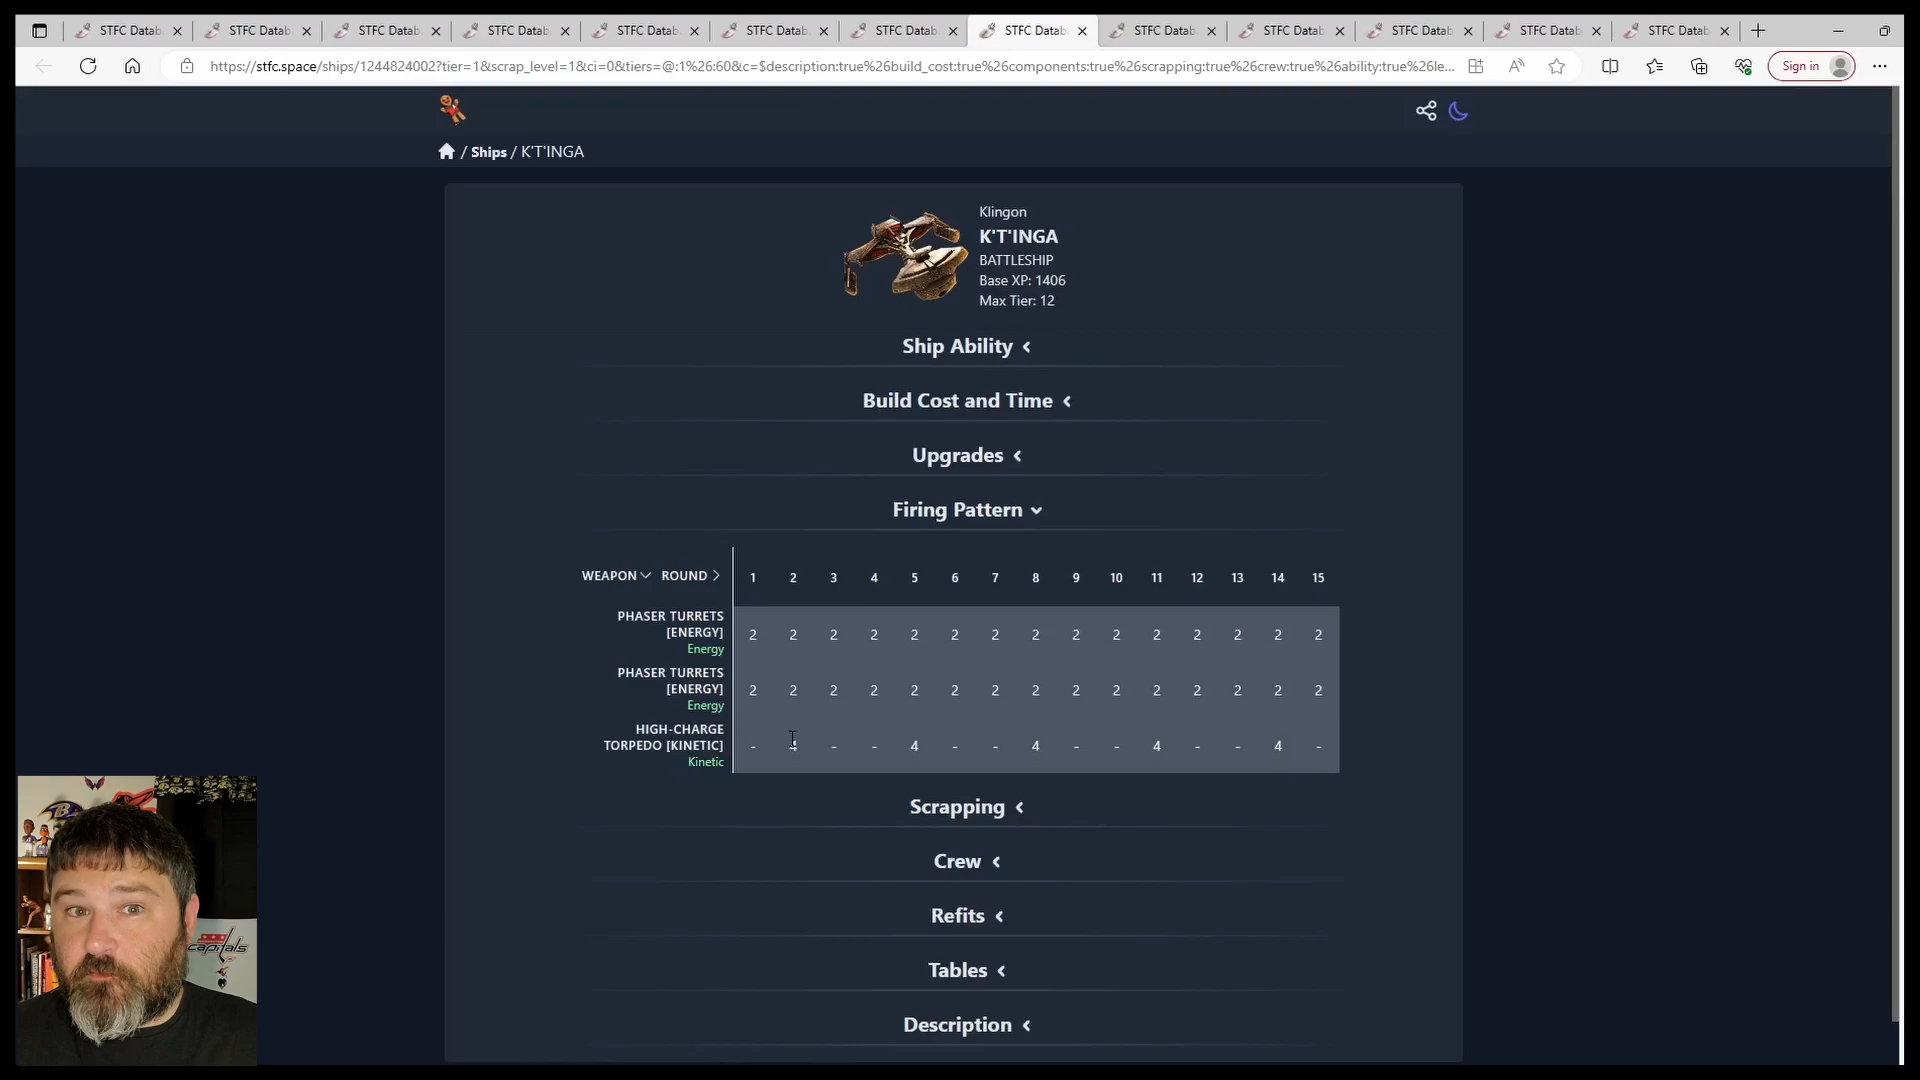 STFC Datab
STFC Datab
STFC Datab
STFC Datab
STFC Datab
STFC Datab
STFC Datab
STFC Datab
STFC Datab
STFC Datab
STFC Datab
STFC Datab
STFC Datab
https://stfc.space/ships/1244824002?tier=1&scrap_level=1&ci=0&tiers=@:1%26:60&c=$description:true%26build_cost:true%26components:true%26scrapping:true%26crew:true%26ability:true%26le...
Sign in
/ Ships / K'T'INGA
Klingon
K'T'INGA
BATTLESHIP
Base XP: 1406
Max Tier: 12
Ship Ability
Build Cost and Time
Upgrades
Firing Pattern
WEAPON ROUND 1 2 3 4 5 6 7 8 9 10 11 12 13 14 15
PHASER TURRETS
[ENERGY] 2 2 2 2 2 2 2 2 2 2 2 2 2 2 2
Energy
PHASER TURRETS
[ENERGY] 2 2 2 2 2 2 2 2 2 2 2 2 2 2 2
Energy
HIGH-CHARGE
TORPEDO [KINETIC] - 4 - - 4 - - 4 - - 4 - - 4 -
Kinetic
Scrapping
Crew
Refits
Tables
Description
capitals